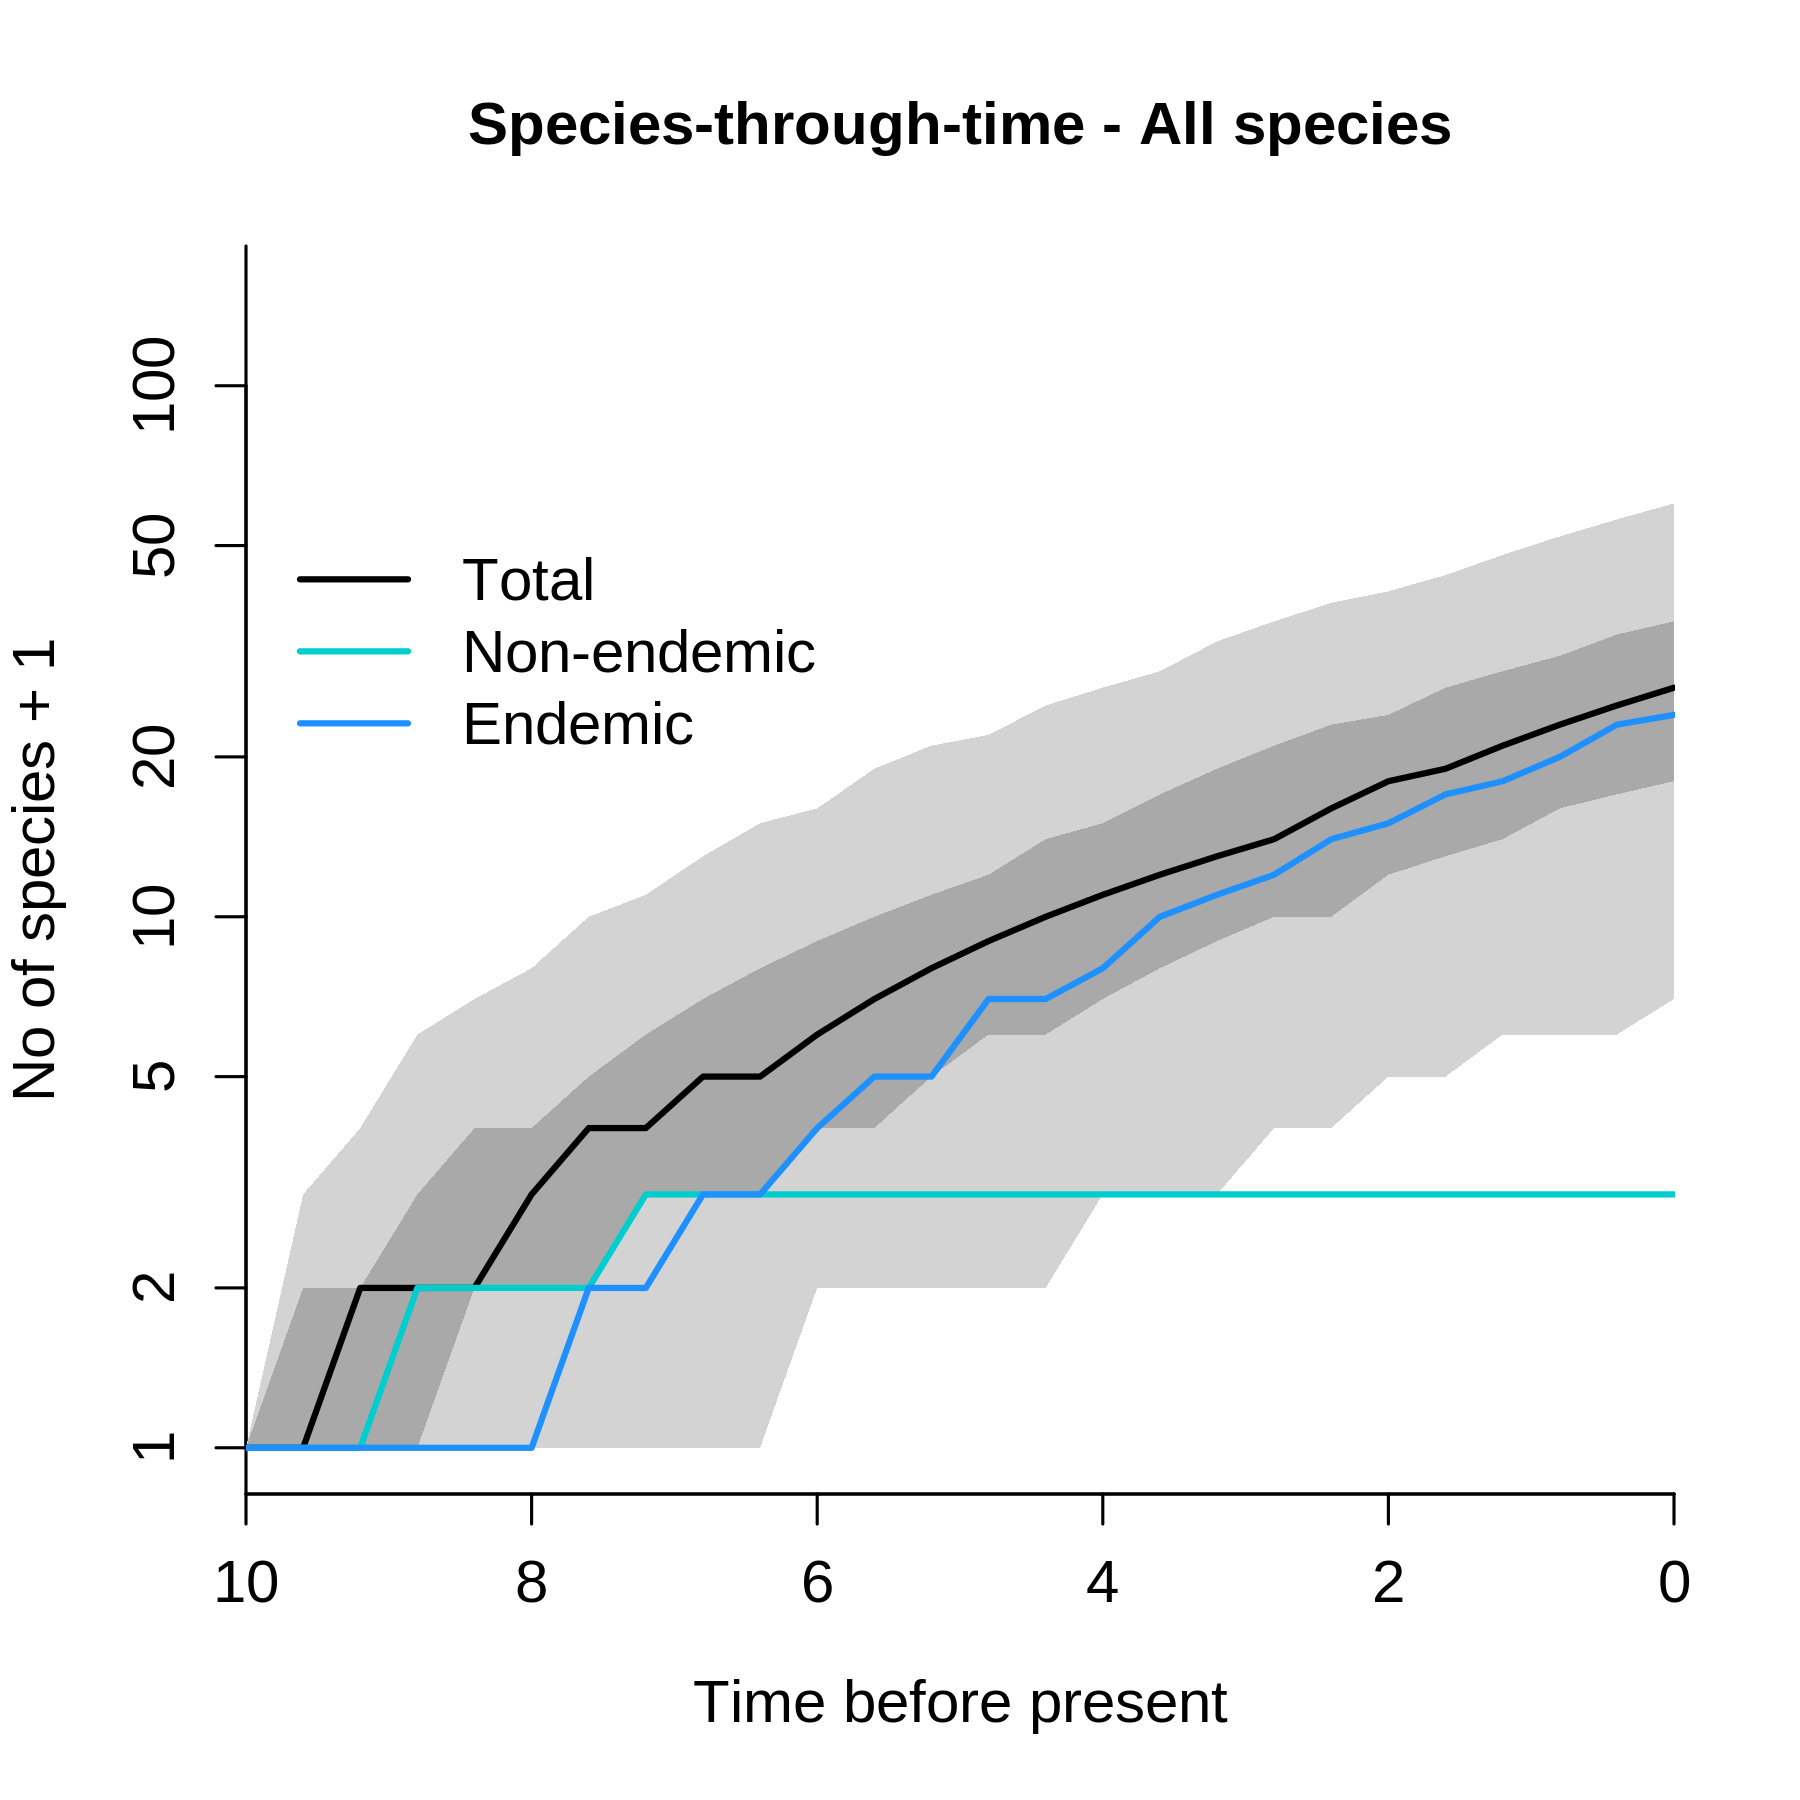 Species-through-time - All species
No of species + 1
100
50
20
10
5
2
1
Total
Non-endemic
Endemic
10 8 6 4 2 0
Time before present